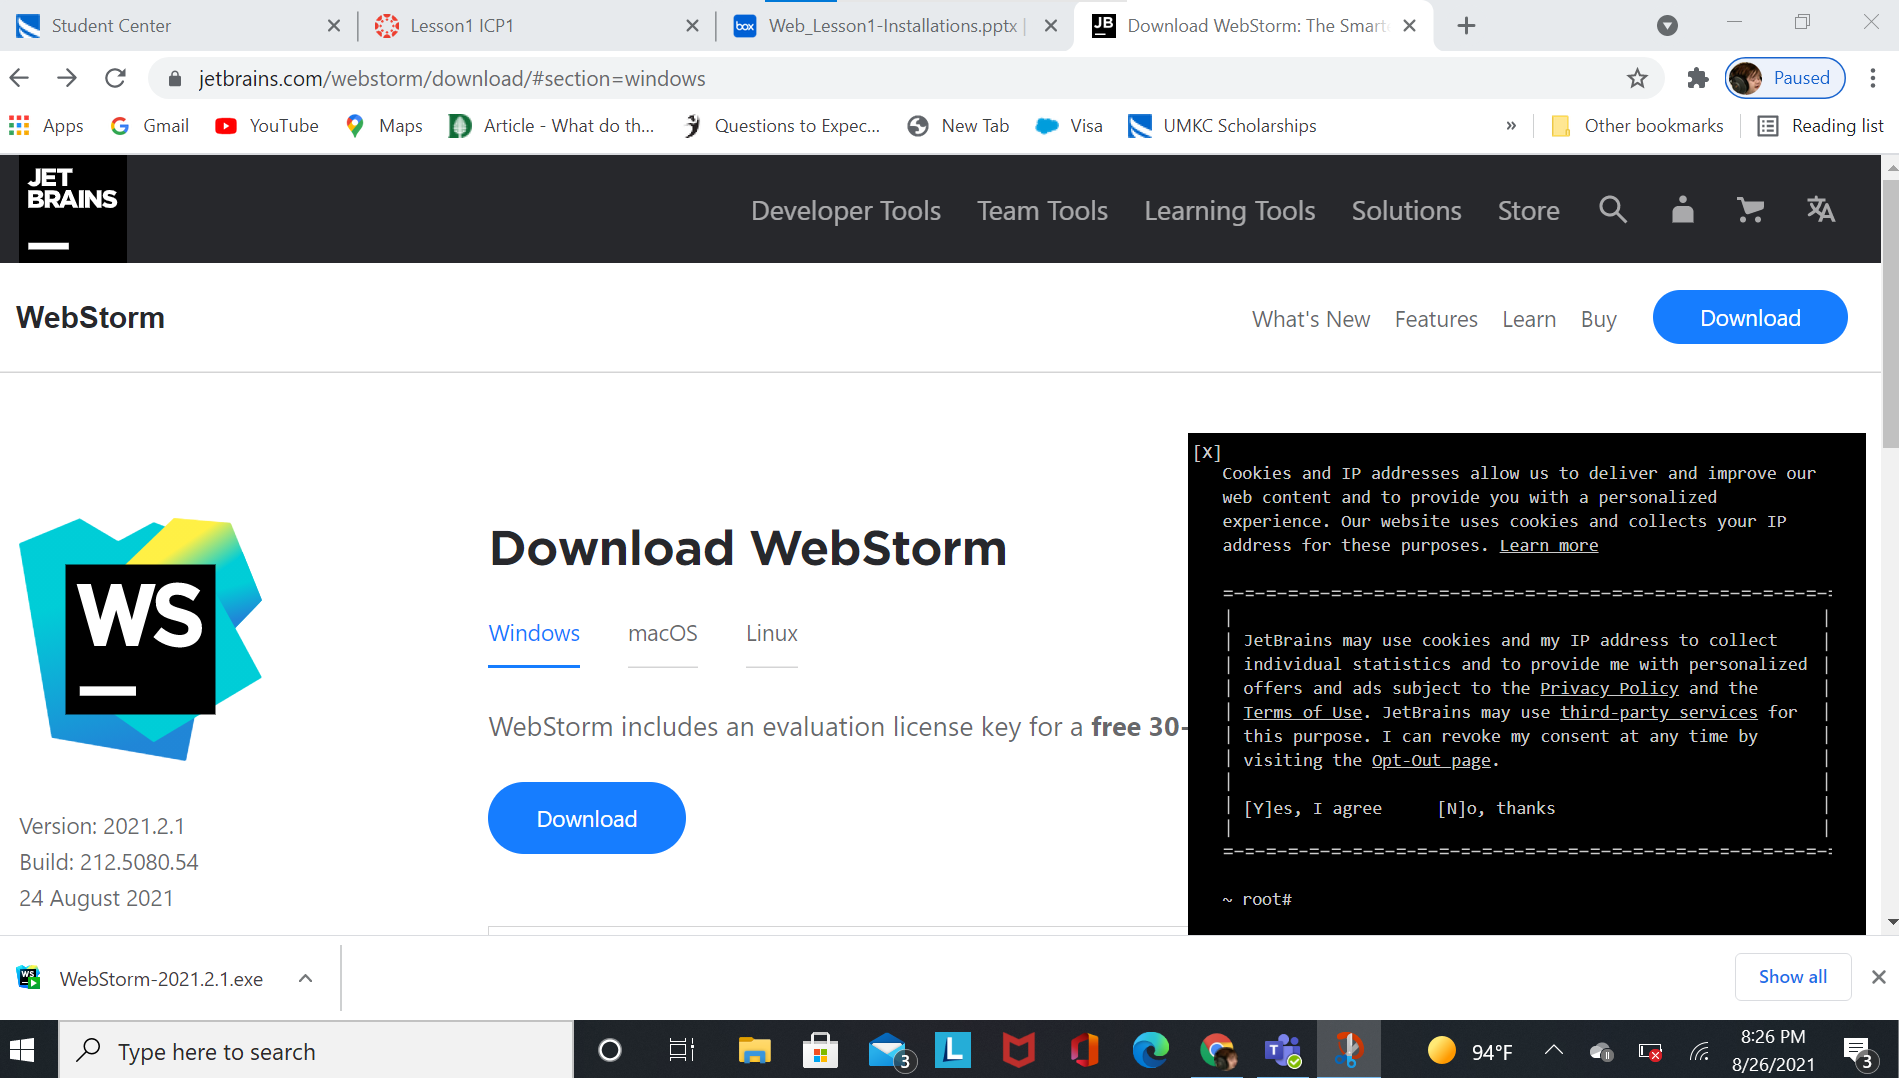 Student Center
Lesson1 ICP1
box
Web_Lesson1-Installations.pptx |
JB
Download WebStorm: The Smarte
jetbrains.com/webstorm/download/#section=windows
Paused
Apps
Gmail
YouTube
Maps
Article - What do th...
Questions to Expec...
New Tab
Visa
UMKC Scholarships
»
Other bookmarks
Reading list
JET
BRAINS
Developer Tools
Team Tools
Learning Tools
Solutions
Store
WebStorm
What's New
Features
Learn
Buy
Download
WS
Download WebStorm
Windows
macOS
Linux
WebStorm includes an evaluation license key for a free 30-
Download
Version: 2021.2.1
Build: 212.5080.54
24 August 2021
[X]
Cookies and IP addresses allow us to deliver and improve our
web content and to provide you with a personalized
experience. Our website uses cookies and collects your IP
address for these purposes. Learn more
JetBrains may use cookies and my IP address to collect
individual statistics and to provide me with personalized
offers and ads subject to the Privacy Policy and the
Terms of Use. JetBrains may use third-party services for
this purpose. I can revoke my consent at any time by
visiting the Opt-Out page.
[Y]es, I agree
[N]o, thanks
~ root#
WS
WebStorm-2021.2.1.exe
Show all
Type here to search
3
L
94°F
8:26 PM
8/26/2021
3